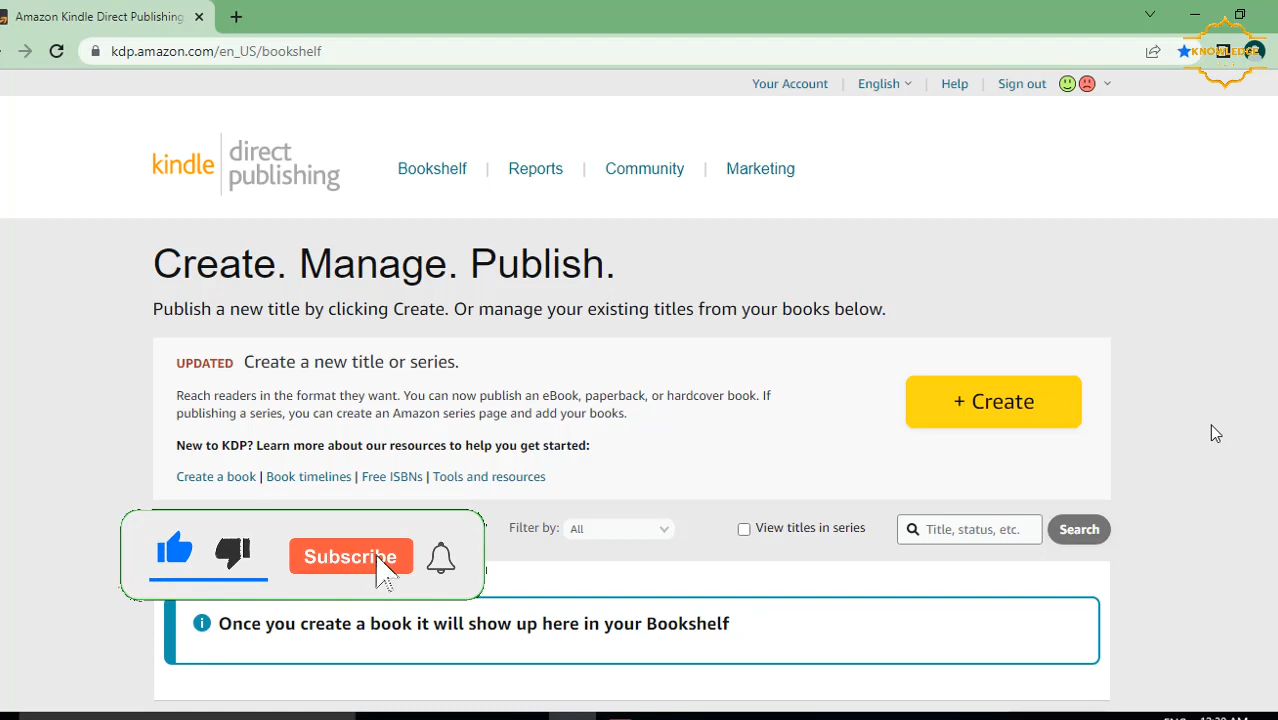 Amazon Kindle Direct Publishing
kdp.amazon.com/en_US/bookshelf
KNOWLEDGE
Your Account | English | Help | Sign out
kindle direct publishing
Bookshelf | Reports | Community | Marketing
Create. Manage. Publish.
Publish a new title by clicking Create. Or manage your existing titles from your books below.
UPDATED Create a new title or series.
Reach readers in the format they want. You can now publish an eBook, paperback, or hardcover book. If
publishing a series, you can create an Amazon series page and add your books.
+ Create
New to KDP? Learn more about our resources to help you get started:
Create a book | Book timelines | Free ISBNs | Tools and resources
Filter by: All View titles in series Title, status, etc. Search
Subscribe
Once you create a book it will show up here in your Bookshelf